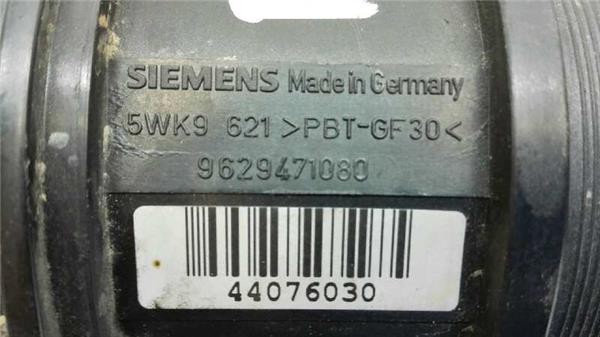 SIEMENS Made in Germany
5WK9 621 >PBT-GF30<
9629471080
44076030